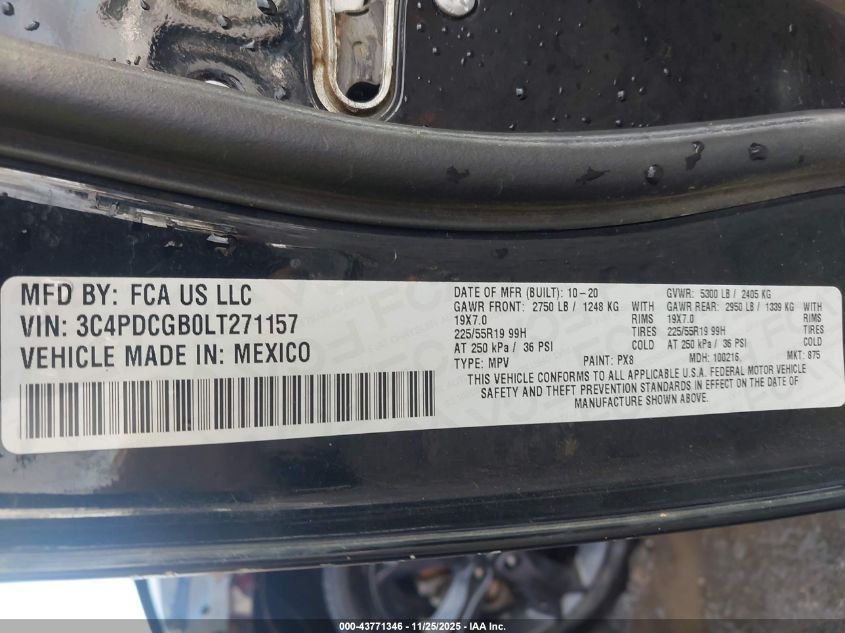 MFD BY: FCA US LLC
VIN: 3C4PDCGB0LT271157
VEHICLE MADE IN: MEXICO
DATE OF MFR (BUILT): 10-20 GVWR: 5300 LB / 2405 KG
GAWR FRONT: 2750 LB / 1248 KG WITH GAWR REAR: 2950 LB / 1339 KG WITH
19X7.0 RIMS 19X7.0 RIMS
225/55R19 99H TIRES 225/55R19 99H TIRES
AT 250 kPa / 36 PSI COLD AT 250 kPa / 36 PSI COLD
TYPE: MPV PAINT: PX8 MDH: 100216 MKT: 875
THIS VEHICLE CONFORMS TO ALL APPLICABLE U.S.A. FEDERAL MOTOR VEHICLE
SAFETY AND THEFT PREVENTION STANDARDS IN EFFECT ON THE DATE OF
MANUFACTURE SHOWN ABOVE.
000-43771346 - 11/25/2025 - IAA Inc.